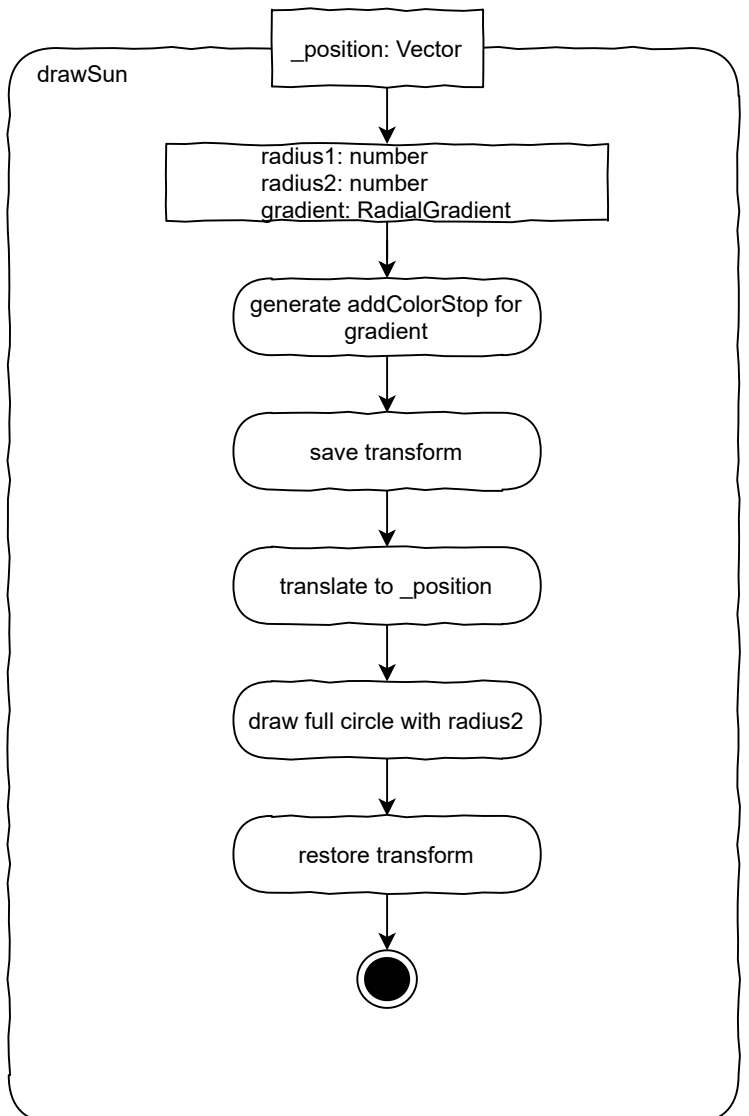 _position: Vector
drawSun
radius1: number
radius2: number
gradient: RadialGradient
generate addColorStop for
gradient
save transform
translate to _position
draw full circle with radius2
restore transform